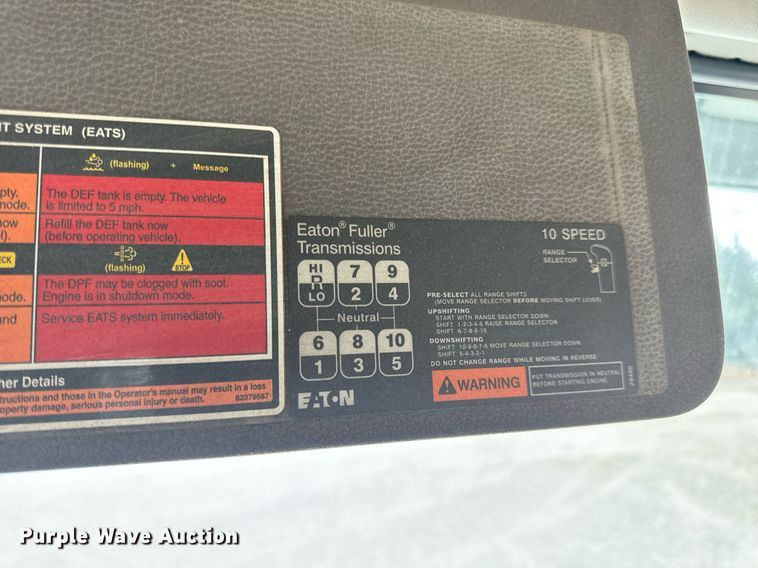 NT SYSTEM (EATS)
(flashing) + Message
pty.
mode.
The DEF tank is empty. The vehicle
is limited to 5 mph.
now
Refill the DEF tank now
(before operating vehicle).
ECK
(flashing)
STOP
ode.
The DPF may be clogged with soot.
Engine is in shutdown mode.
and
Service EATS system immediately.
her Details
structions and those in the Operator's manual may result in a loss
operty damage, serious personal injury or death.
82379587
Eaton® Fuller®
Transmissions
10 SPEED
RANGE
SELECTOR
HI
R
LO
7
2
9
4
Neutral
6
1
8
3
10
5
EATON
PRE-SELECT ALL RANGE SHIFTS
(MOVE RANGE SELECTOR BEFORE MOVING SHIFT LEVER)
UPSHIFTING
START WITH RANGE SELECTOR DOWN
SHIFT 1-2-3-4-5 RAISE RANGE SELECTOR
SHIFT 6-7-8-9-10
DOWNSHIFTING
SHIFT 10-9-8-7-6 MOVE RANGE SELECTOR DOWN
SHIFT 5-4-3-2-1
DO NOT CHANGE RANGE WHILE MOVING IN REVERSE
WARNING
PUT TRANSMISSION IN NEUTRAL
BEFORE STARTING ENGINE
Purple Wave Auction